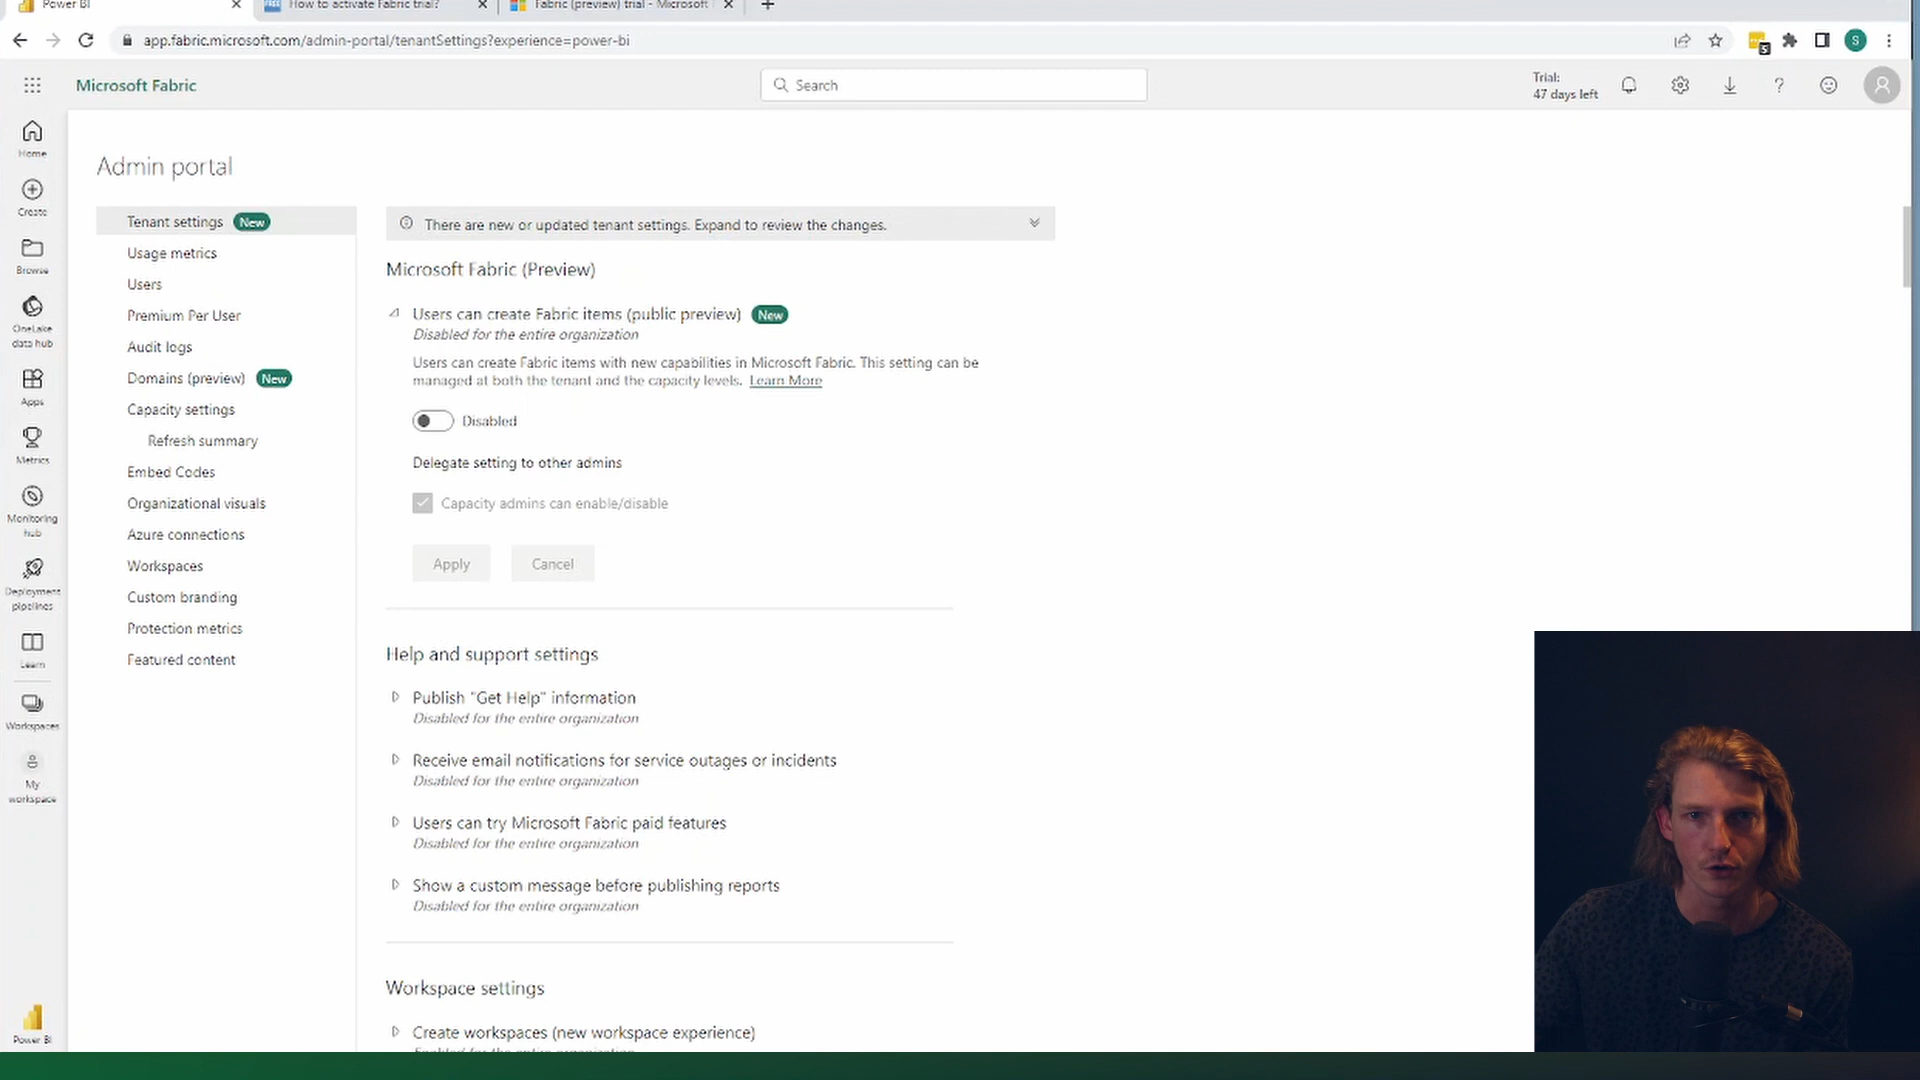 Power BI
How to activate Fabric trial?
Fabric (preview) trial - Microsoft
app.fabric.microsoft.com/admin-portal/tenantSettings?experience=power-bi
5
S
Microsoft Fabric
Search
Trial:
47 days left
Home
Create
Browse
OneLake
data hub
Apps
Metrics
Monitoring
hub
Deployment
pipelines
Learn
Workspaces
My
workspace
Power BI
Admin portal
Tenant settings New
Usage metrics
Users
Premium Per User
Audit logs
Domains (preview) New
Capacity settings
Refresh summary
Embed Codes
Organizational visuals
Azure connections
Workspaces
Custom branding
Protection metrics
Featured content
There are new or updated tenant settings. Expand to review the changes.
Microsoft Fabric (Preview)
Users can create Fabric items (public preview) New
Disabled for the entire organization
Users can create Fabric items with new capabilities in Microsoft Fabric. This setting can be
managed at both the tenant and the capacity levels. Learn More
Disabled
Delegate setting to other admins
Capacity admins can enable/disable
Apply Cancel
Help and support settings
Publish "Get Help" information
Disabled for the entire organization
Receive email notifications for service outages or incidents
Disabled for the entire organization
Users can try Microsoft Fabric paid features
Disabled for the entire organization
Show a custom message before publishing reports
Disabled for the entire organization
Workspace settings
Create workspaces (new workspace experience)
Enabled for the entire organization